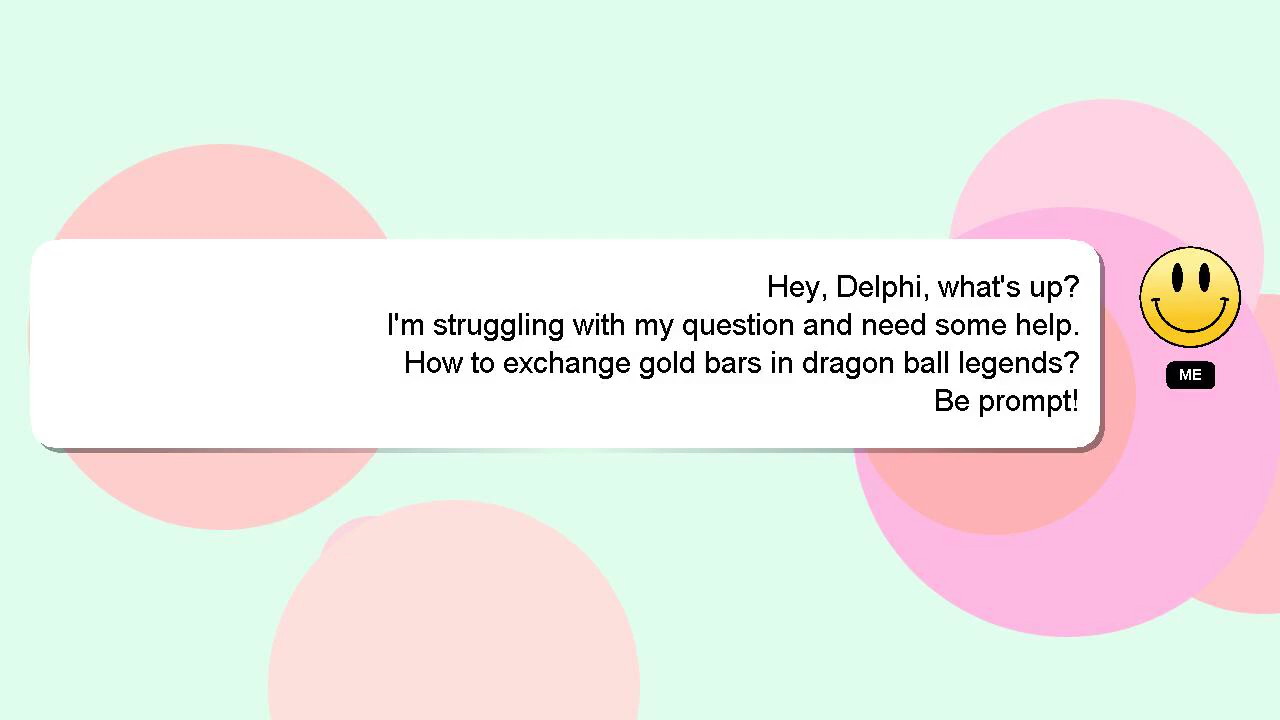 Hey, Delphi, what's up?
I'm struggling with my question and need some help.
How to exchange gold bars in dragon ball legends?
Be prompt!
ME